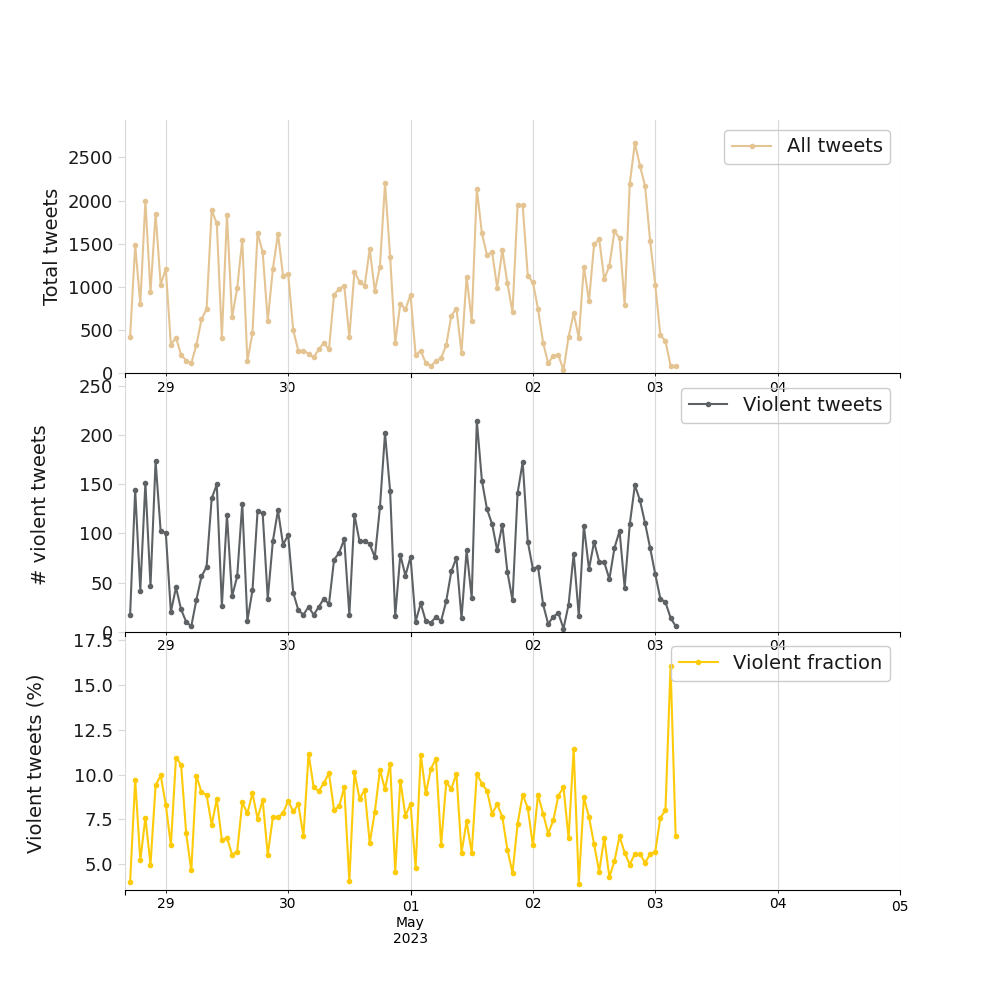 All tweets
Total tweets
2500
2000
1500
1000
500
0
29 30 02 03 04
Violent tweets
# violent tweets
250
200
150
100
50
0
29 30 02 03 04
Violent fraction
Violent tweets (%)
17.5
15.0
12.5
10.0
7.5
5.0
29 30 01 02 03 04 05
May
2023